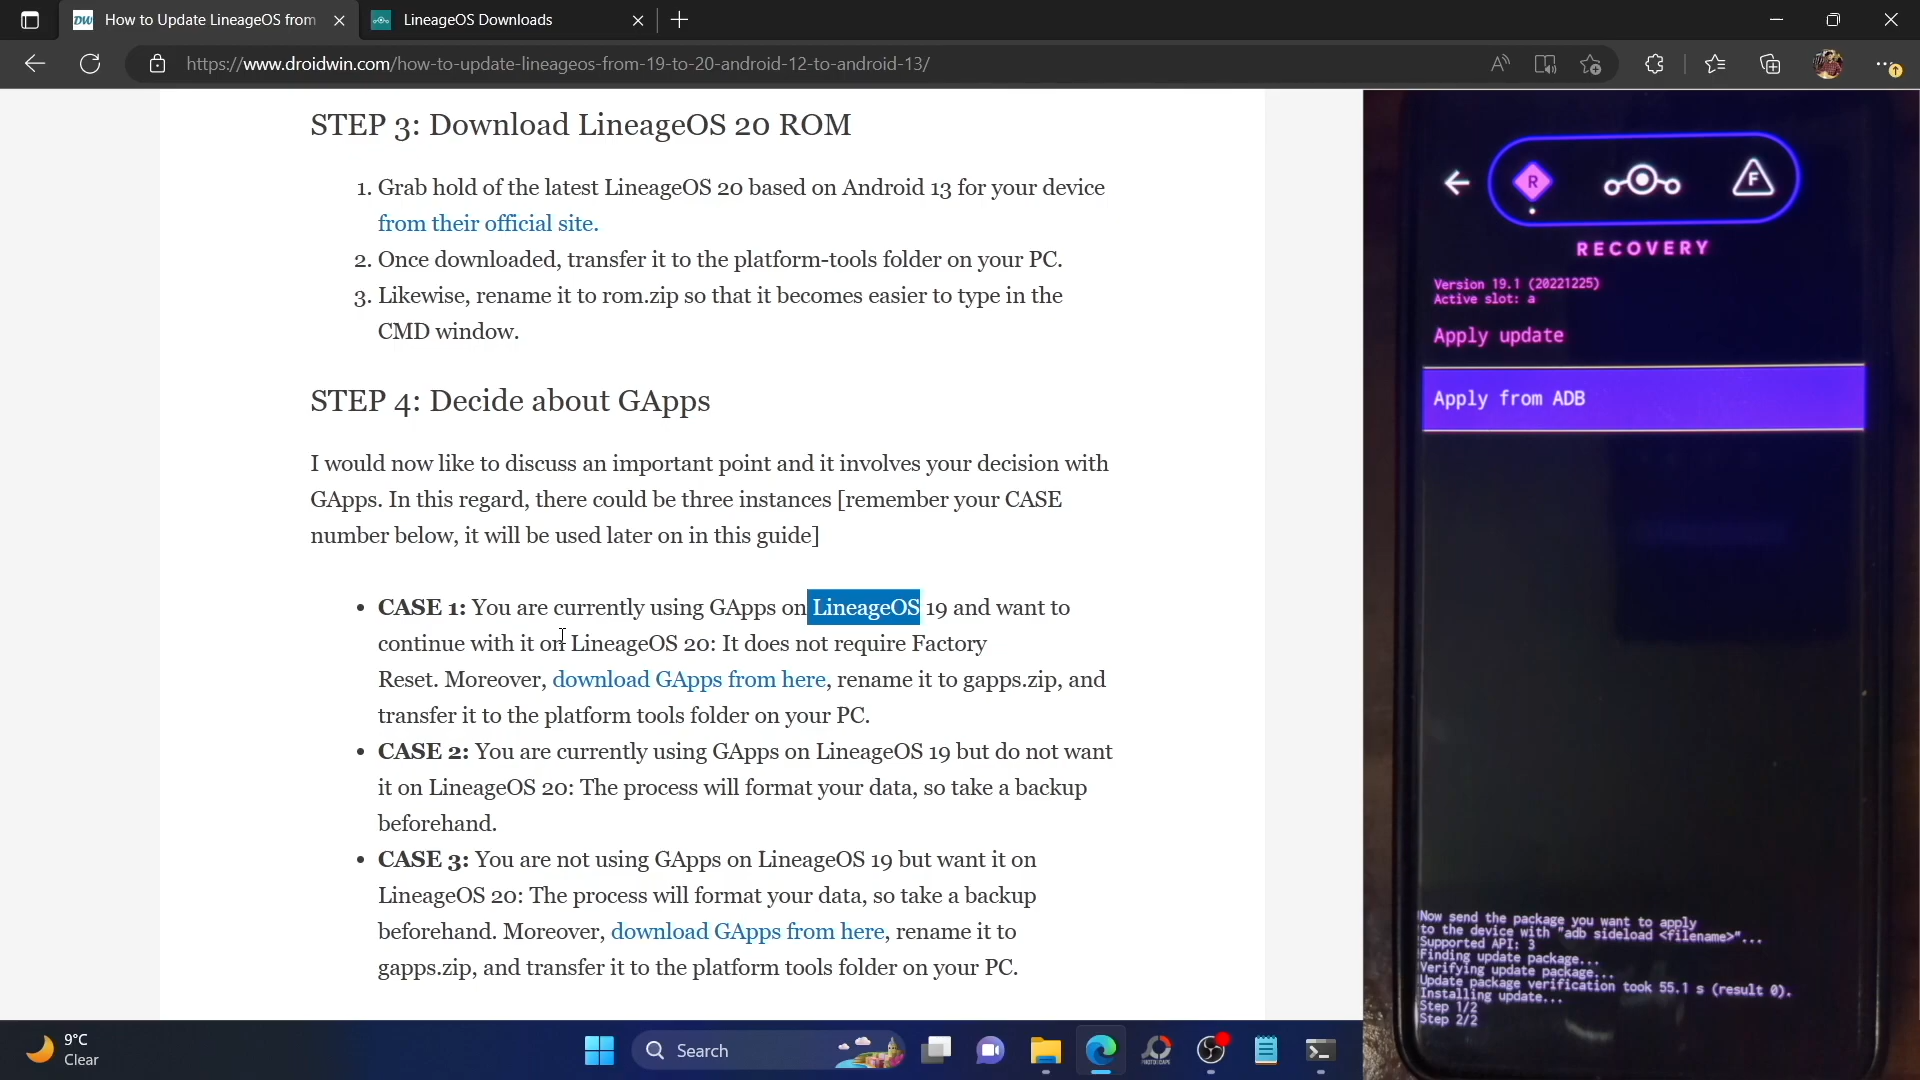 How to Update LineageOS from
LineageOS Downloads
https://www.droidwin.com/how-to-update-lineageos-from-19-to-20-android-12-to-android-13/
STEP 3: Download LineageOS 20 ROM
1. Grab hold of the latest LineageOS 20 based on Android 13 for your device
from their official site.
2. Once downloaded, transfer it to the platform-tools folder on your PC.
3. Likewise, rename it to rom.zip so that it becomes easier to type in the
CMD window.
STEP 4: Decide about GApps
I would now like to discuss an important point and it involves your decision with
GApps. In this regard, there could be three instances [remember your CASE
number below, it will be used later on in this guide]
• CASE 1: You are currently using GApps on LineageOS 19 and want to
continue with it on LineageOS 20: It does not require Factory
Reset. Moreover, download GApps from here, rename it to gapps.zip, and
transfer it to the platform tools folder on your PC.
• CASE 2: You are currently using GApps on LineageOS 19 but do not want
it on LineageOS 20: The process will format your data, so take a backup
beforehand.
• CASE 3: You are not using GApps on LineageOS 19 but want it on
LineageOS 20: The process will format your data, so take a backup
beforehand. Moreover, download GApps from here, rename it to
gapps.zip, and transfer it to the platform tools folder on your PC.
R
F
RECOVERY
Version 19.1 (20221225)
Active slot: a
Apply update
Apply from ADB
Now send the package you want to apply
to the device with "adb sideload <filename>"...
Supported API: 3
Finding update package...
Verifying update package...
Update package verification took 55.1 s (result 0).
Installing update...
Step 1/2
Step 2/2
9°C
Clear
Search